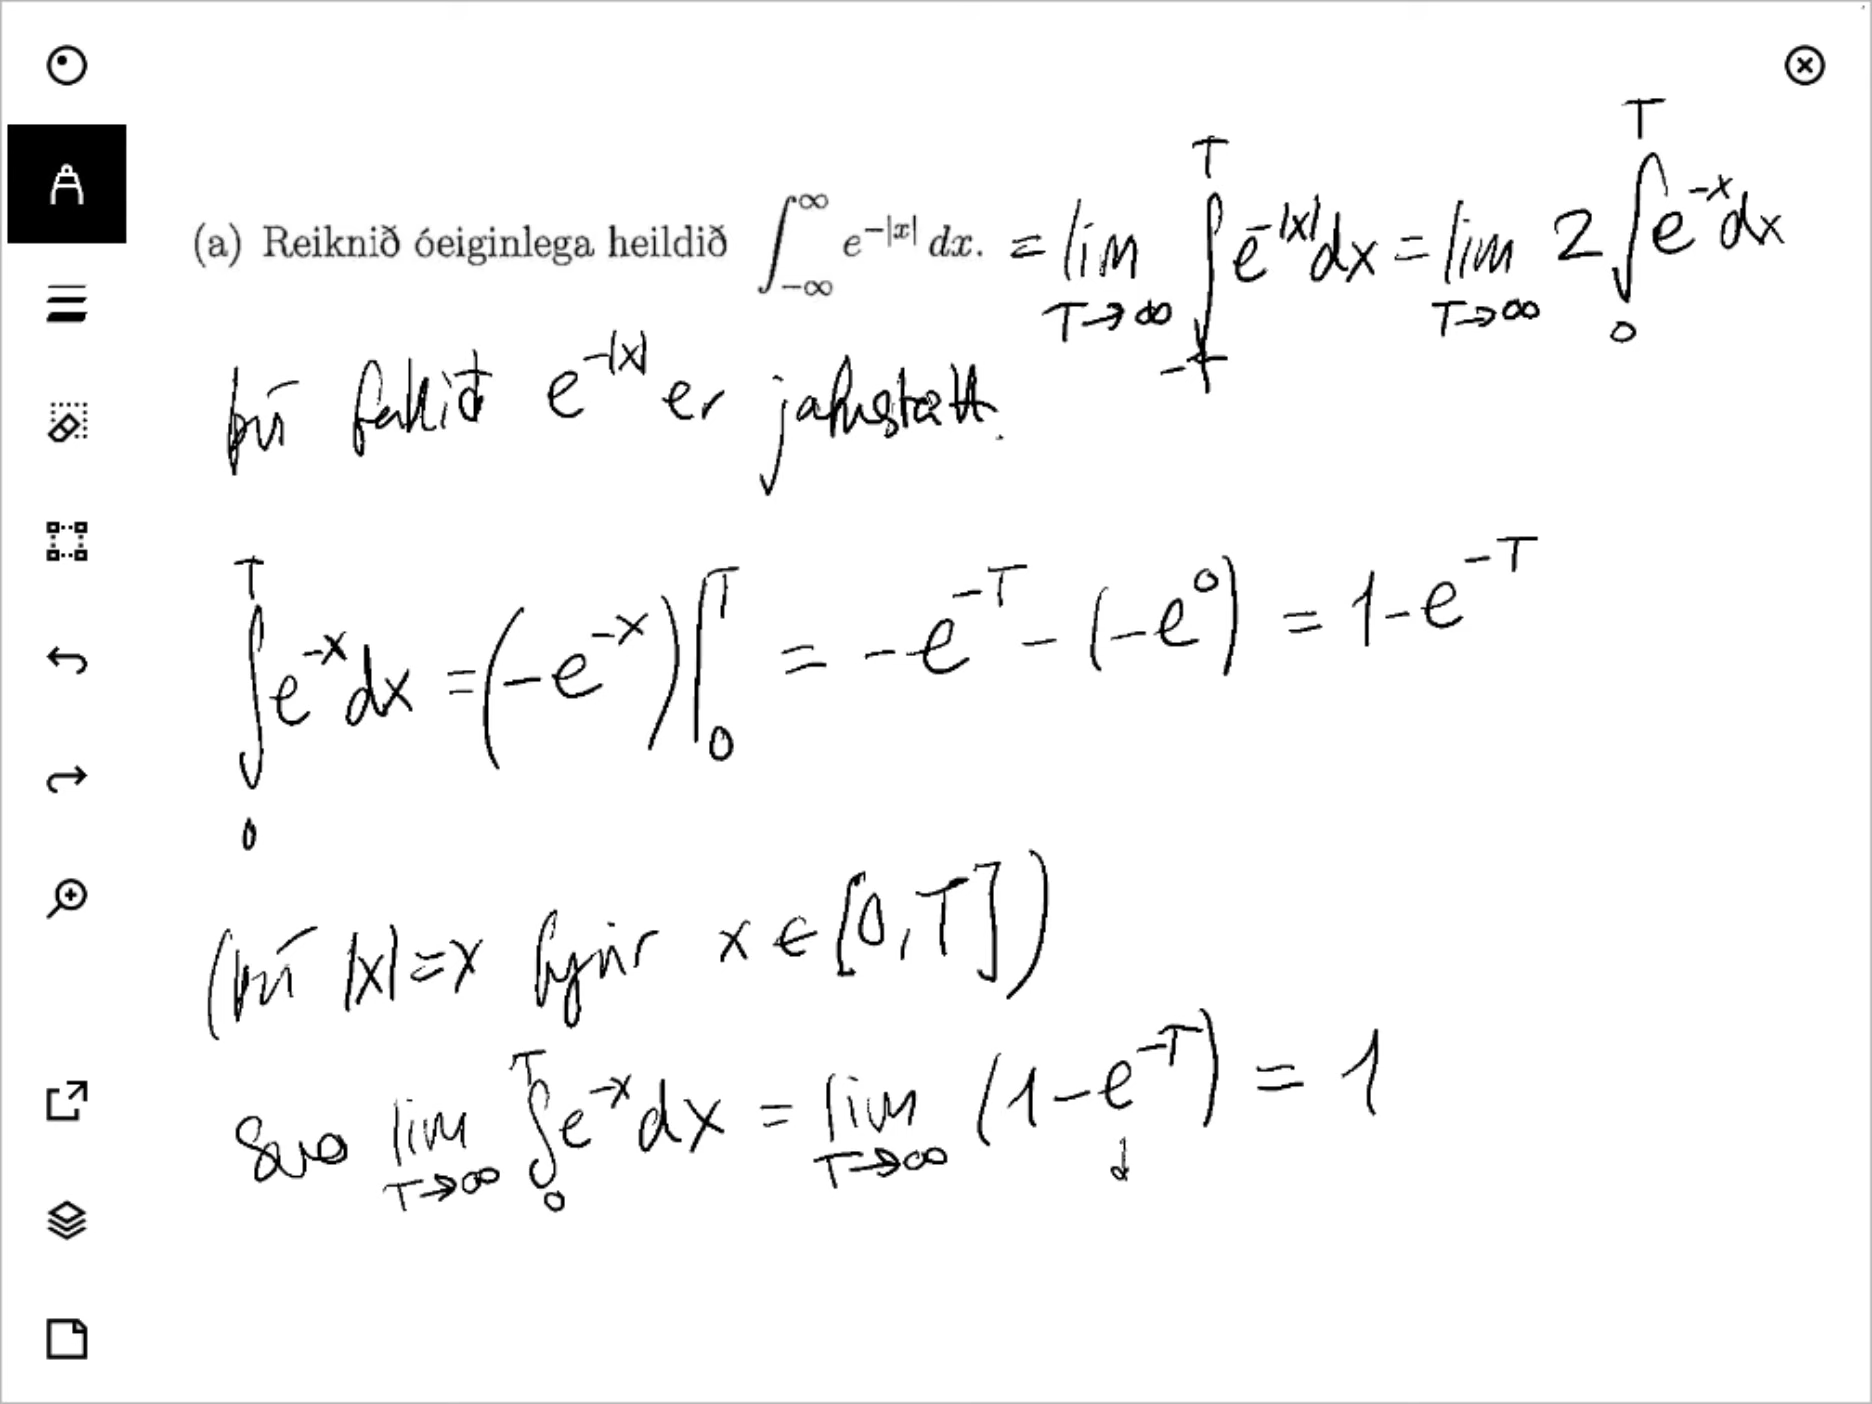 (a) Reiknið óeiginlega heildið ∫_{-∞}^{∞} e^{-|x|} dx. = lim_{T→∞} ∫_{-T}^{T} e^{-|x|} dx = lim_{T→∞} 2 ∫_0^T e^{-x} dx
því fallið e^{-|x|} er jafnstætt.
∫_0^T e^{-x} dx = (-e^{-x}) |_0^T = -e^{-T} - (-e^0) = 1-e^{-T}
(því |x|=x fyrir x ∈ [0,T])
Svo lim_{T→∞} ∫_0^T e^{-x} dx = lim_{T→∞} (1-e^{-T}) = 1